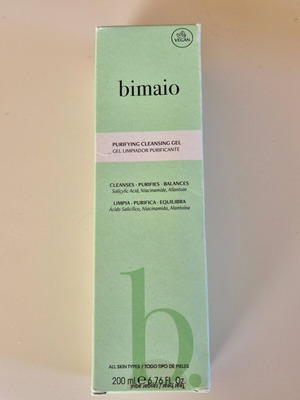 VEGAN
bimaio
PURIFYING CLEANSING GEL
GEL LIMPIADOR PURIFICANTE
CLEANSES · PURIFIES · BALANCES
Salicylic Acid, Niacinamide, Allantoin
LIMPIA · PURIFICA · EQUILIBRA
Ácido Salicílico, Niacinamida, Alantoína
b.
ALL SKIN TYPES / TODO TIPO DE PIELES
200 ml ℮ 6.76 FL. Oz.